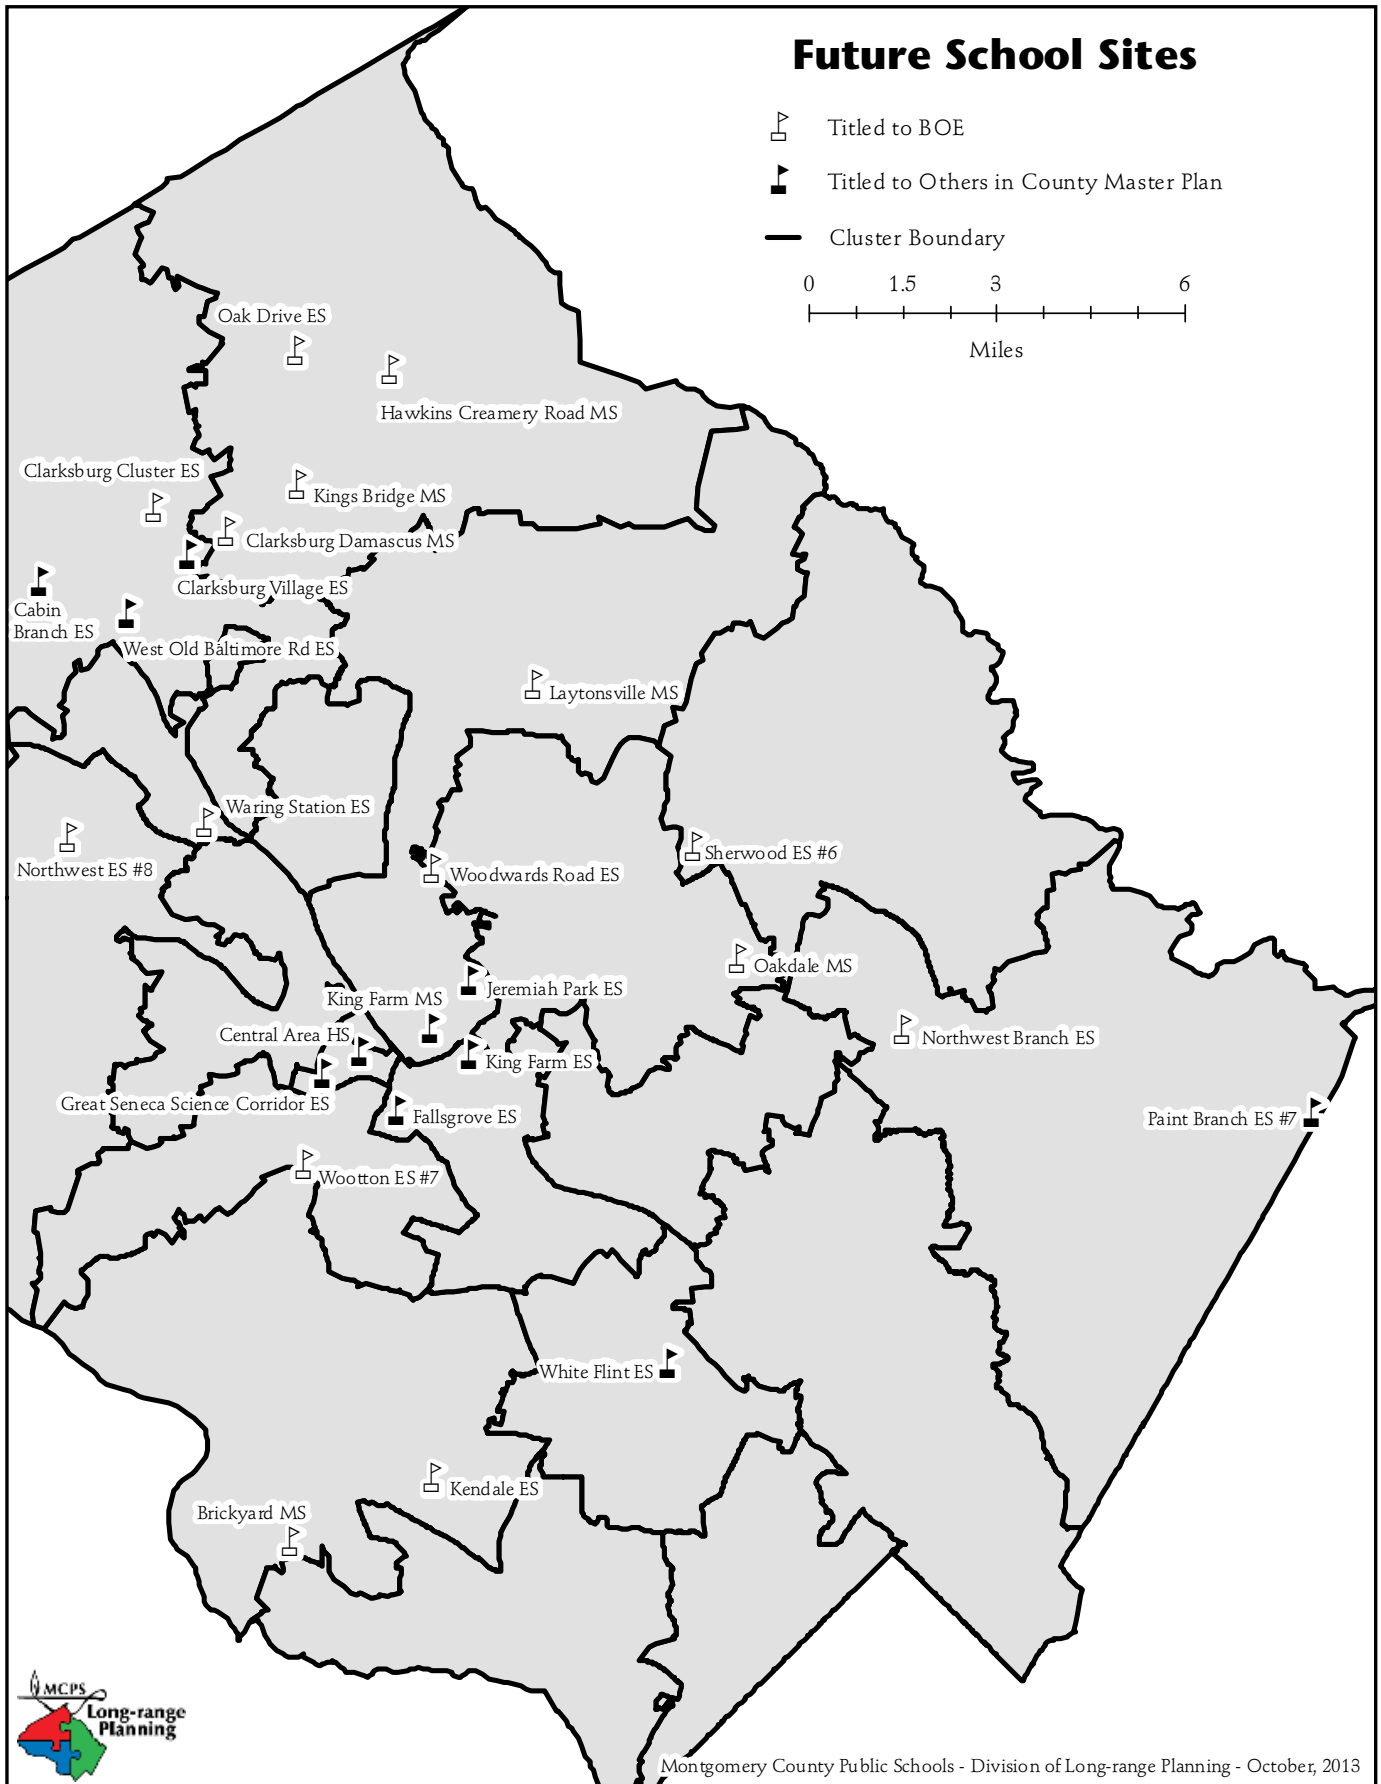 Future School Sites
Titled to BOE
Titled to Others in County Master Plan
Cluster Boundary
0 1.5 3 6
Miles
Oak Drive ES
Hawkins Creamery Road MS
Clarksburg Cluster ES
Kings Bridge MS
Clarksburg Damascus MS
Clarksburg Village ES
Cabin
Branch ES
West Old Baltimore Rd ES
Laytonsville MS
Waring Station ES
Northwest ES #8
Woodwards Road ES
Sherwood ES #6
Oakdale MS
Jeremiah Park ES
King Farm MS
Central Area HS
Northwest Branch ES
King Farm ES
Great Seneca Science Corridor ES
Fallsgrove ES
Paint Branch ES #7
Wootton ES #7
White Flint ES
Kendale ES
Brickyard MS
MCPS
Long-range
Planning
Montgomery County Public Schools - Division of Long-range Planning - October, 2013